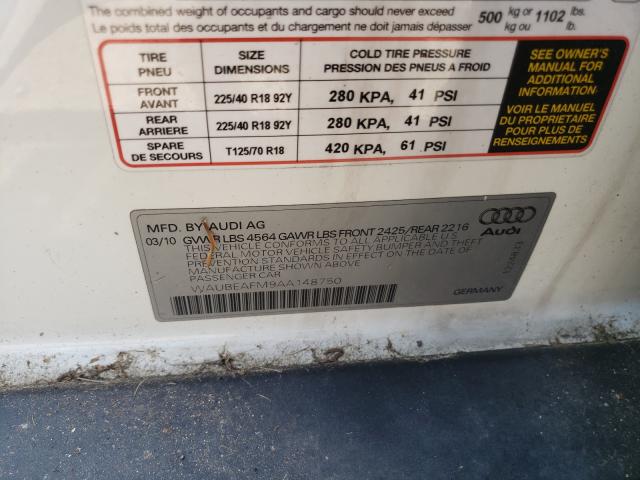 The combined weight of occupants and cargo should never exceed 500 kg or 1102 lbs.
Le poids total des occupants et du chargement ne doit jamais dépasser kg ou lb.
TIRE PNEU SIZE DIMENSIONS COLD TIRE PRESSURE PRESSION DES PNEUS A FROID
FRONT AVANT 225/40 R18 92Y 280 KPA, 41 PSI
REAR ARRIERE 225/40 R18 92Y 280 KPA, 41 PSI
SPARE DE SECOURS T125/70 R18 420 KPA, 61 PSI
SEE OWNER'S
MANUAL FOR
ADDITIONAL
INFORMATION
VOIR LE MANUEL
DU PROPRIETAIRE
POUR PLUS DE
RENSEIGNEMENTS
MFD. BY AUDI AG
03/10 GVWR LBS 4564 GAWR LBS FRONT 2425/REAR 2216
THIS VEHICLE CONFORMS TO ALL APPLICABLE U.S.
FEDERAL MOTOR VEHICLE SAFETY BUMPER AND THEFT
PREVENTION STANDARDS IN EFFECT ON THE DATE OF
MANUFACTURE SHOWN ABOVE
PASSENGER CAR
WAUBEAFM9AA148750
Audi
GERMANY